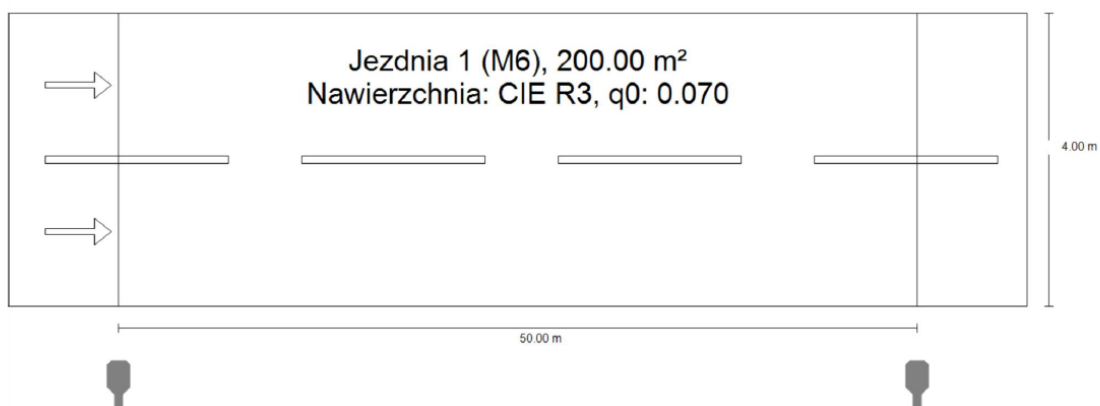 Jezdnia 1 (M6), 200.00 m²
Nawierzchnia: CIE R3, q0: 0.070
4.00 m
50.00 m